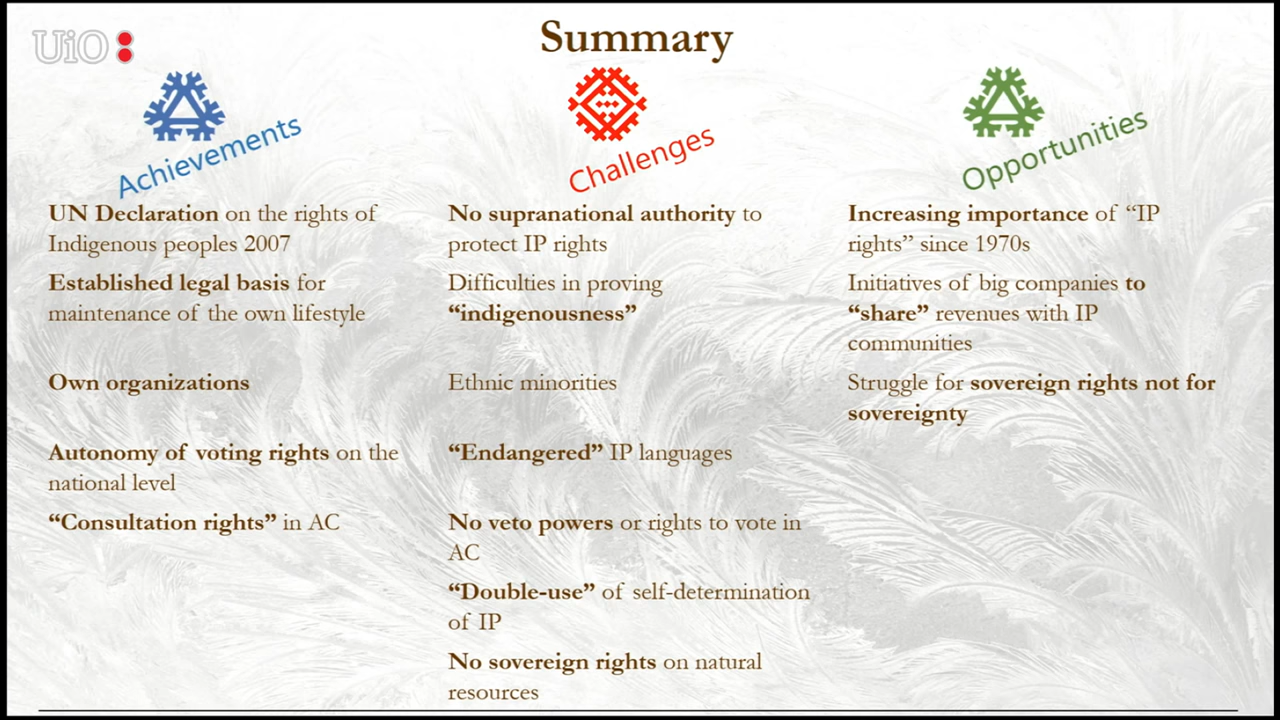 UiO
Summary
Achievements
UN Declaration on the rights of
Indigenous peoples 2007
Established legal basis for
maintenance of the own lifestyle
Own organizations
Autonomy of voting rights on the
national level
“Consultation rights” in AC
Challenges
No supranational authority to
protect IP rights
Difficulties in proving
“indigenousness”
Ethnic minorities
“Endangered” IP languages
No veto powers or rights to vote in
AC
“Double-use” of self-determination
of IP
No sovereign rights on natural
resources
Opportunities
Increasing importance of “IP
rights” since 1970s
Initiatives of big companies to
“share” revenues with IP
communities
Struggle for sovereign rights not for
sovereignty